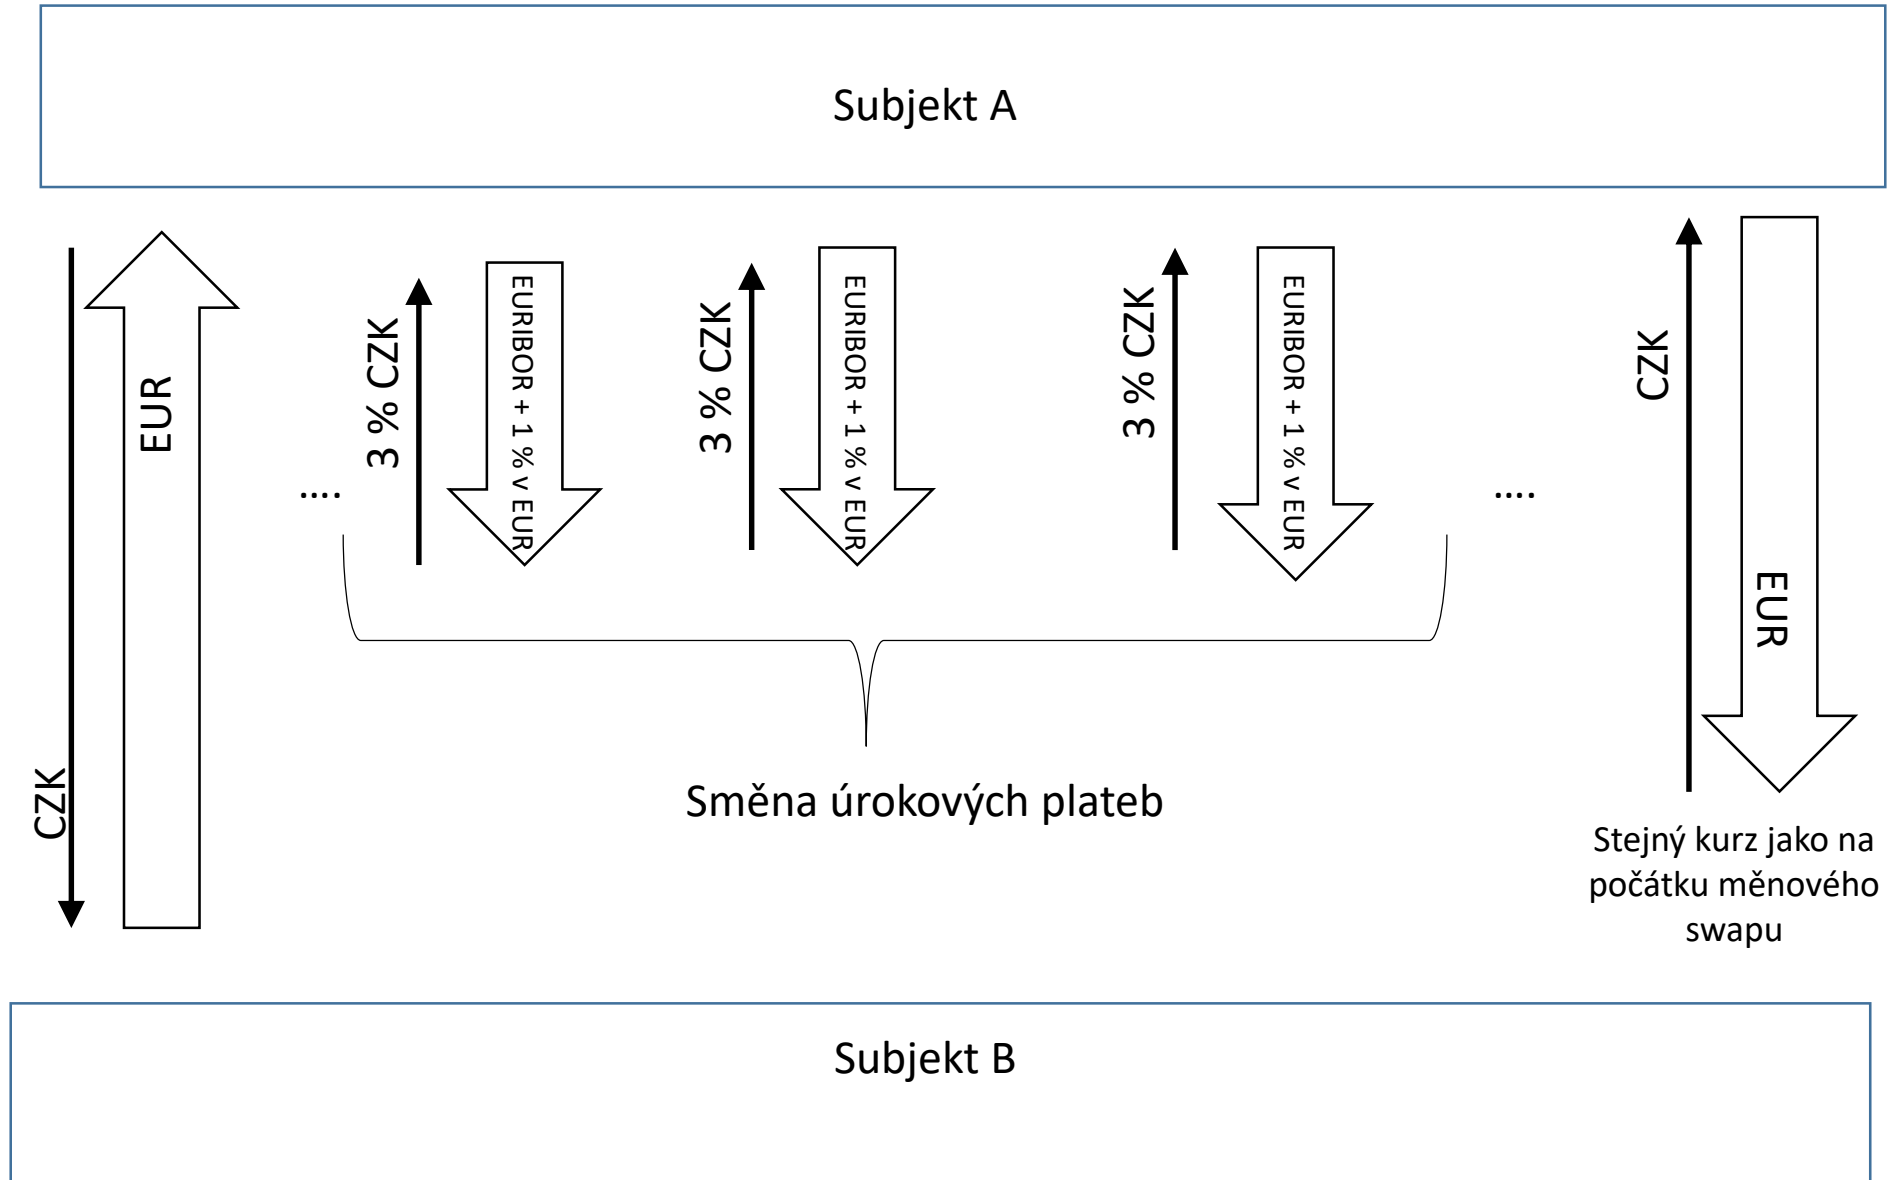 Subjekt A
CZK
EUR
....
3 % CZK
EURIBOR + 1 % v EUR
3 % CZK
EURIBOR + 1 % v EUR
3 % CZK
EURIBOR + 1 % v EUR
....
CZK
EUR
Směna úrokových plateb
Stejný kurz jako na
počátku měnového
swapu
Subjekt B